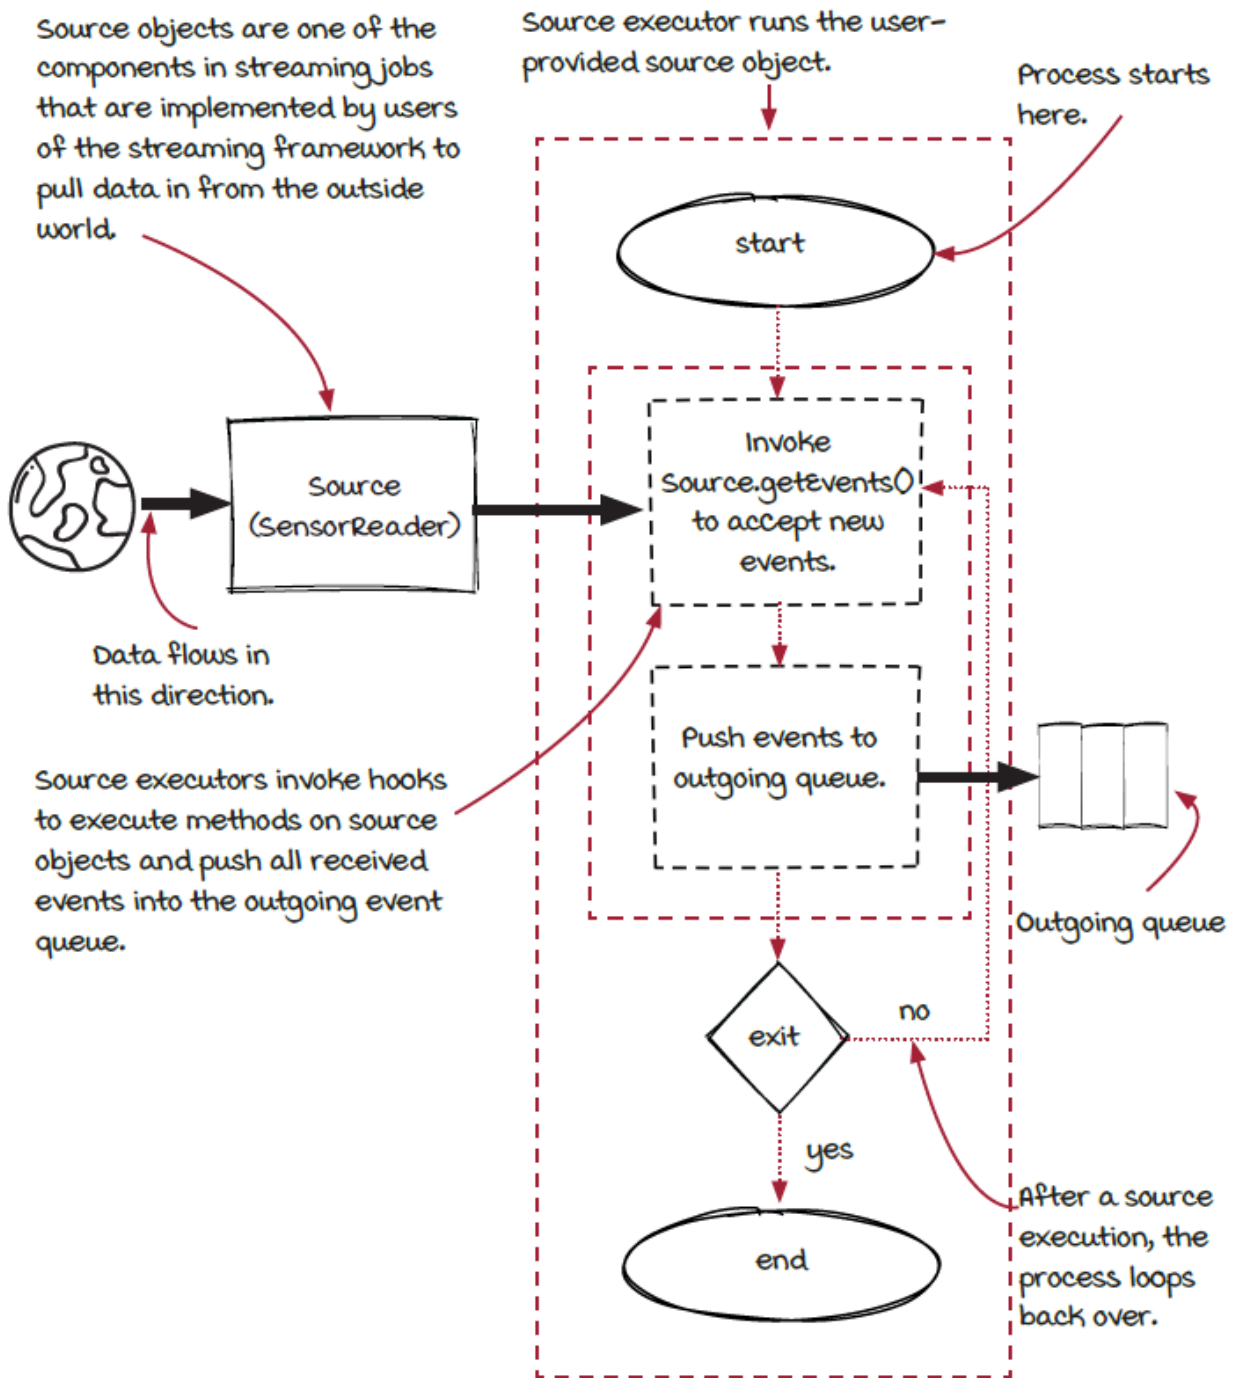 Source objects are one of the
components in streaming jobs
that are implemented by users
of the streaming framework to
pull data in from the outside
world.
Source executor runs the user-
provided source object.
Process starts
here.
start
Source
(SensorReader)
Invoke
Source.getEvents()
to accept new
events.
Data flows in
this direction.
Push events to
outgoing queue.
Source executors invoke hooks
to execute methods on source
objects and push all received
events into the outgoing event
queue.
Outgoing queue
exit
no
yes
After a source
execution, the
process loops
back over.
end